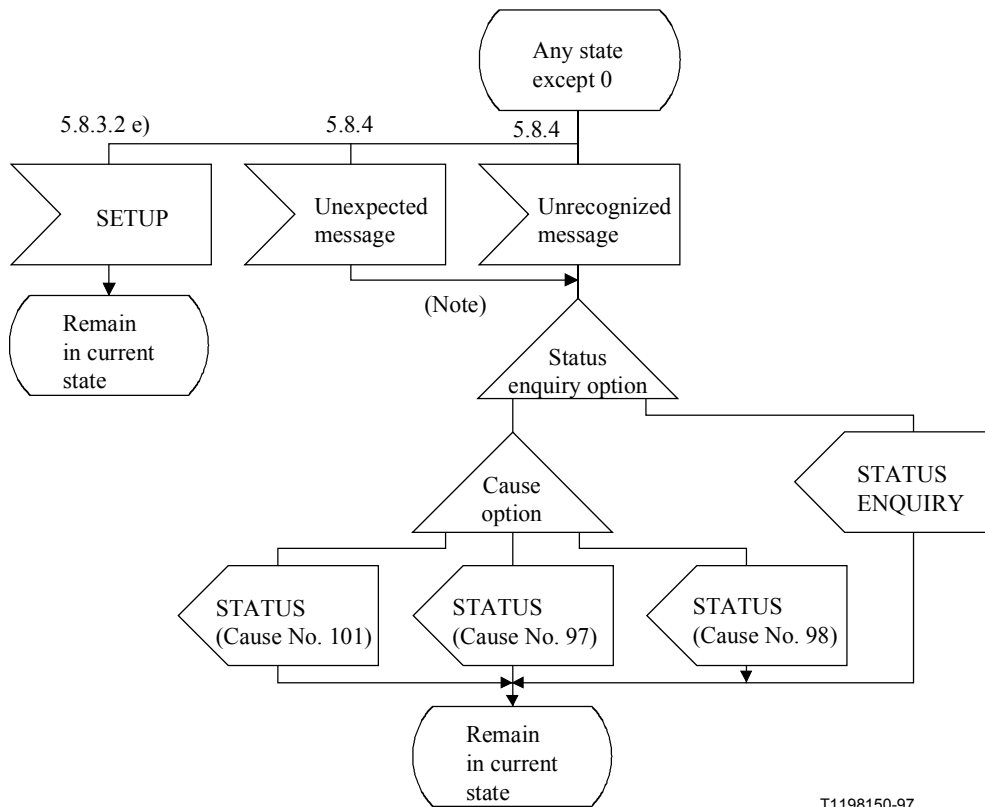 Any state
except 0
5.8.3.2 e)
5.8.4
5.8.4
SETUP
Unexpected
message
Unrecognized
message
(Note)
Remain
in current
state
Status
enquiry option
Cause
option
STATUS
ENQUIRY
STATUS
(Cause No. 101)
STATUS
(Cause No. 97)
STATUS
(Cause No. 98)
Remain
in current
state
T1198150-97